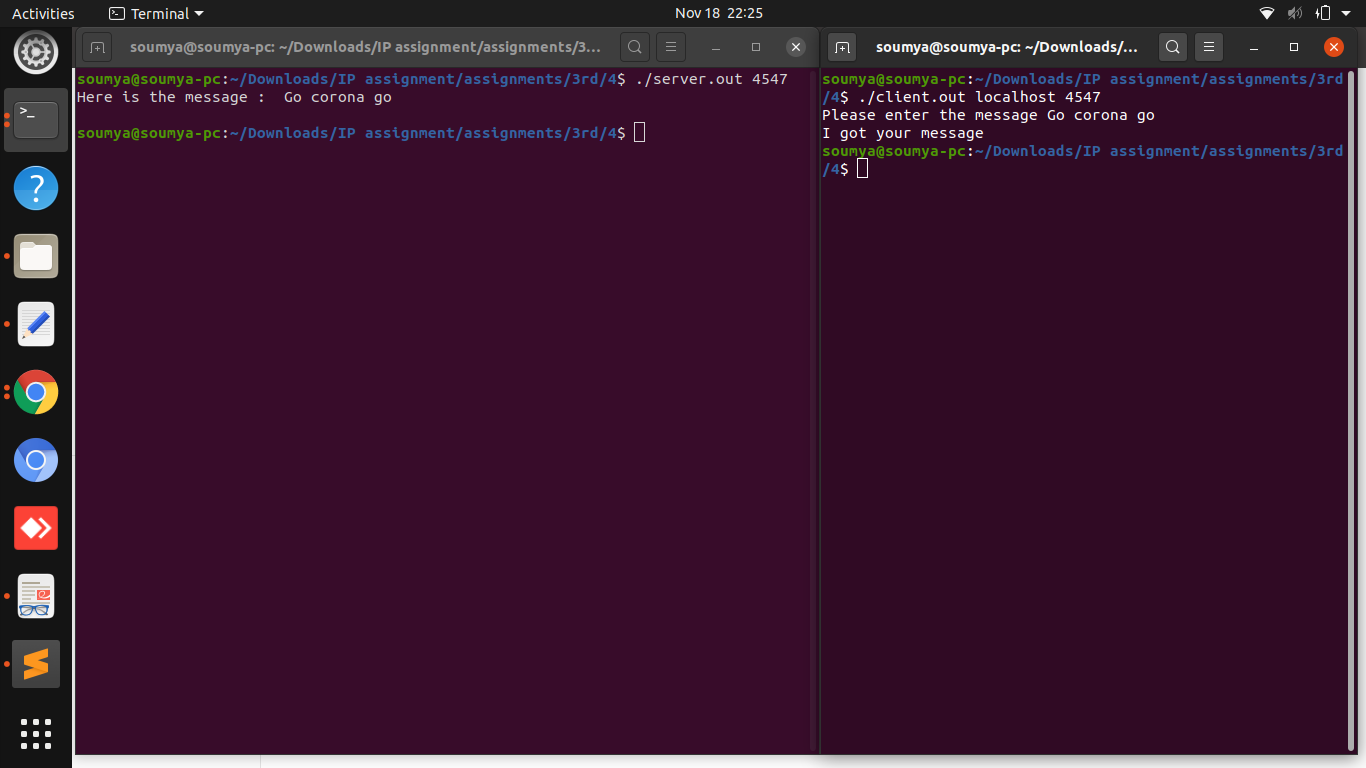 Activities
Terminal
Nov 18 22:25
soumya@soumya-pc: ~/Downloads/IP assignment/assignments/3...
soumya@soumya-pc:~/Downloads/IP assignment/assignments/3rd/4$ ./server.out 4547
Here is the message :  Go corona go
soumya@soumya-pc:~/Downloads/IP assignment/assignments/3rd/4$
soumya@soumya-pc: ~/Downloads/...
soumya@soumya-pc:~/Downloads/IP assignment/assignments/3rd
/4$ ./client.out localhost 4547
Please enter the message Go corona go
I got your message
soumya@soumya-pc:~/Downloads/IP assignment/assignments/3rd
/4$